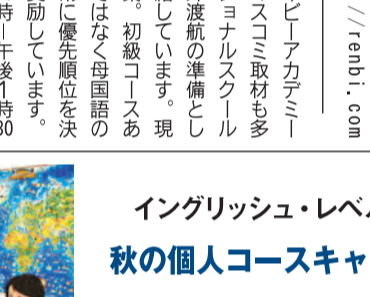 //renbi.com
ビーアカデミー
スコミ取材も多
ョナルスクール
渡航の準備とし
しています。現
。初級コースあ
はなく母国語の
に優先順位を決
励しています。
時ー午後1時30
イングリッシュ・レベ
秋の個人コースキャ